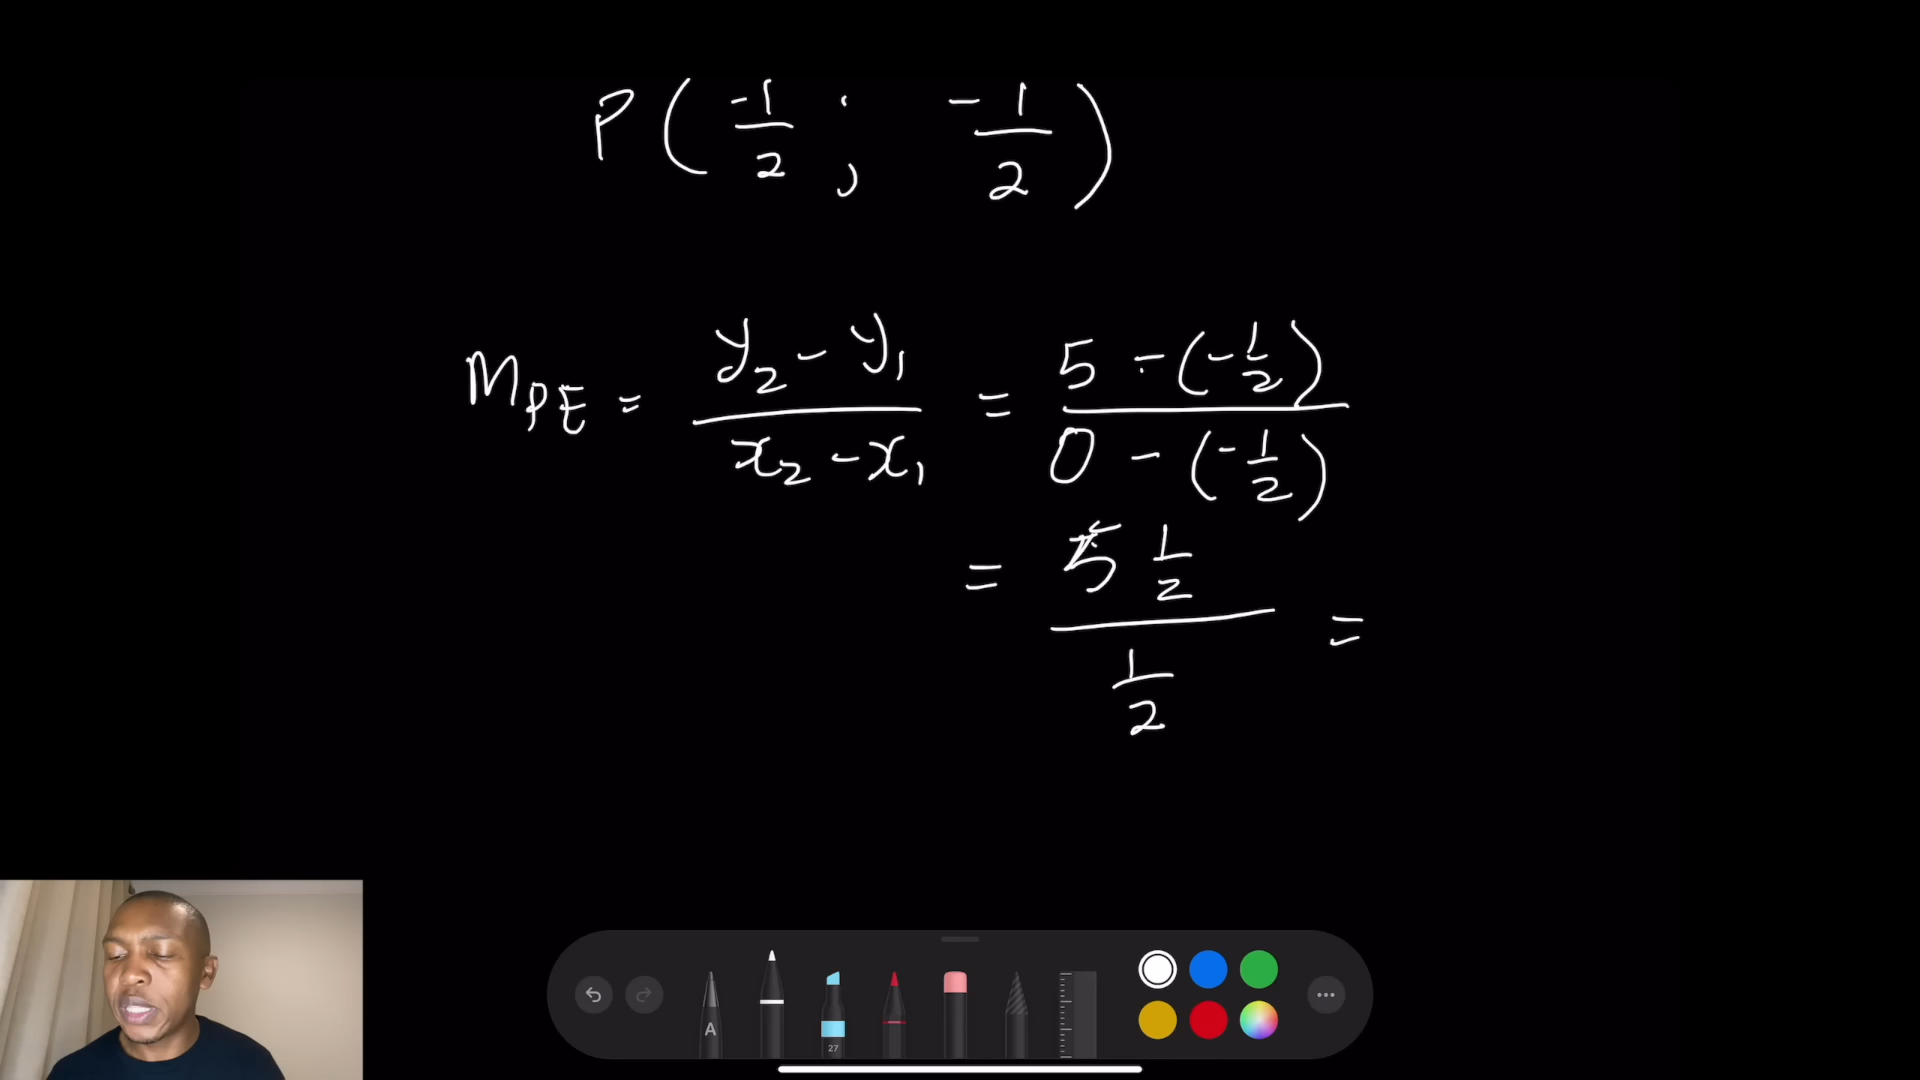 P(-1/2 ; -1/2)
M_PE = (y₂ - y₁)/(x₂ - x₁) = (5 - (-1/2))/(0 - (-1/2))
= (5 1/2)/(1/2) =
A
27